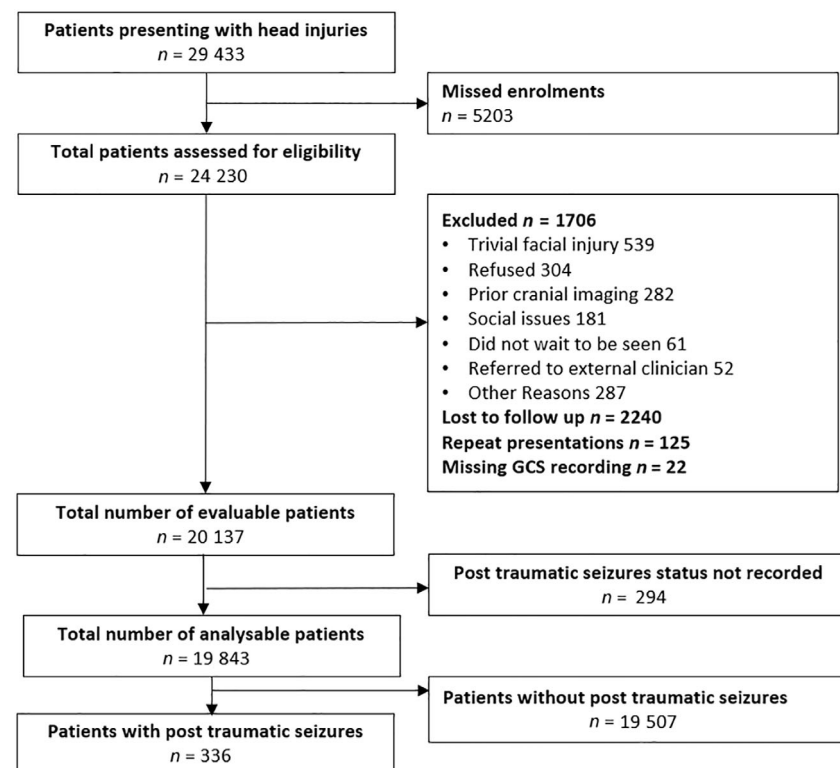 Patients presenting with head injuries
n = 29 433
Missed enrolments
n = 5203
Total patients assessed for eligibility
n = 24 230
Excluded n = 1706
• Trivial facial injury 539
• Refused 304
• Prior cranial imaging 282
• Social issues 181
• Did not wait to be seen 61
• Referred to external clinician 52
• Other Reasons 287
Lost to follow up n = 2240
Repeat presentations n = 125
Missing GCS recording n = 22
Total number of evaluable patients
n = 20 137
Post traumatic seizures status not recorded
n = 294
Total number of analysable patients
n = 19 843
Patients without post traumatic seizures
n = 19 507
Patients with post traumatic seizures
n = 336